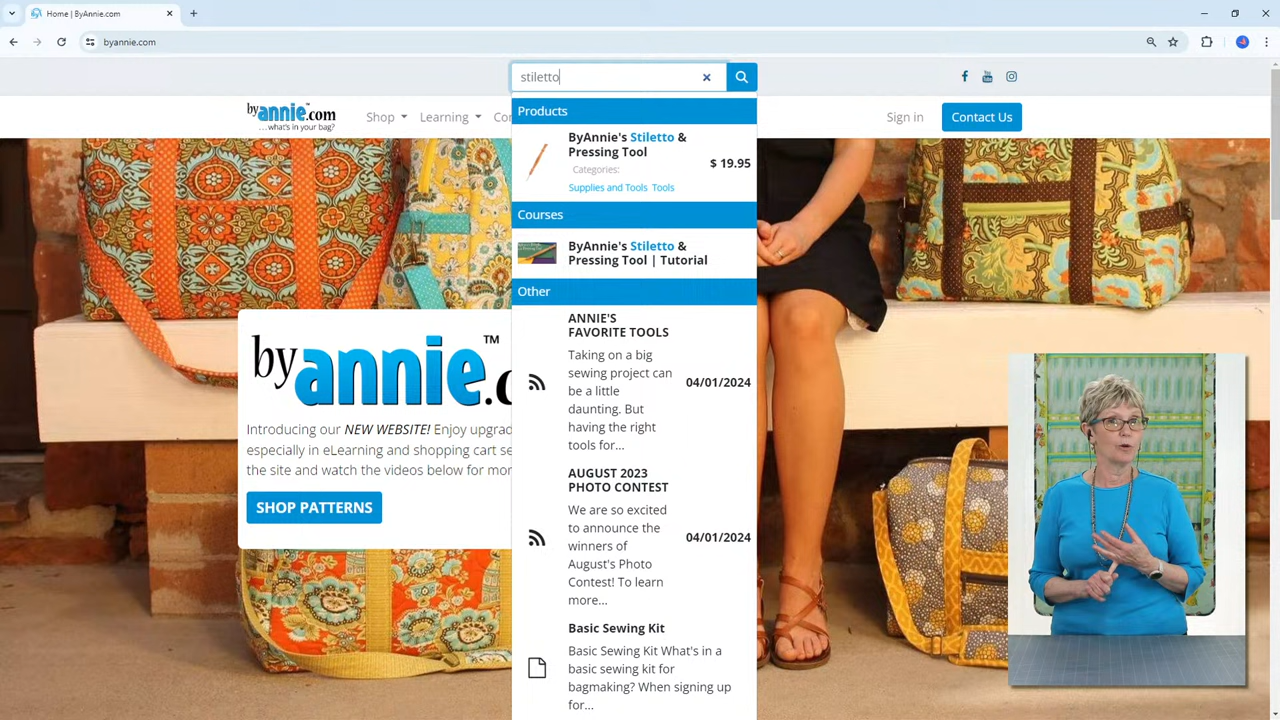 Home | ByAnnie.com
byannie.com
stiletto
byannie.com™
...what's in your bag?
Shop
Learning
Sign in
Contact Us
Products
ByAnnie's Stiletto &
Pressing Tool
Categories:
Supplies and Tools Tools
$ 19.95
Courses
ByAnnie's Stiletto &
Pressing Tool | Tutorial
Other
ANNIE'S
FAVORITE TOOLS
Taking on a big
sewing project can
be a little
daunting. But
having the right
tools for...
04/01/2024
AUGUST 2023
PHOTO CONTEST
We are so excited
to announce the
winners of
August's Photo
Contest! To learn
more...
04/01/2024
Basic Sewing Kit
Basic Sewing Kit What's in a
basic sewing kit for
bagmaking? When signing up
for...
byannie™.c
Introducing our NEW WEBSITE! Enjoy upgrad
especially in eLearning and shopping cart se
the site and watch the videos below for mor
SHOP PATTERNS